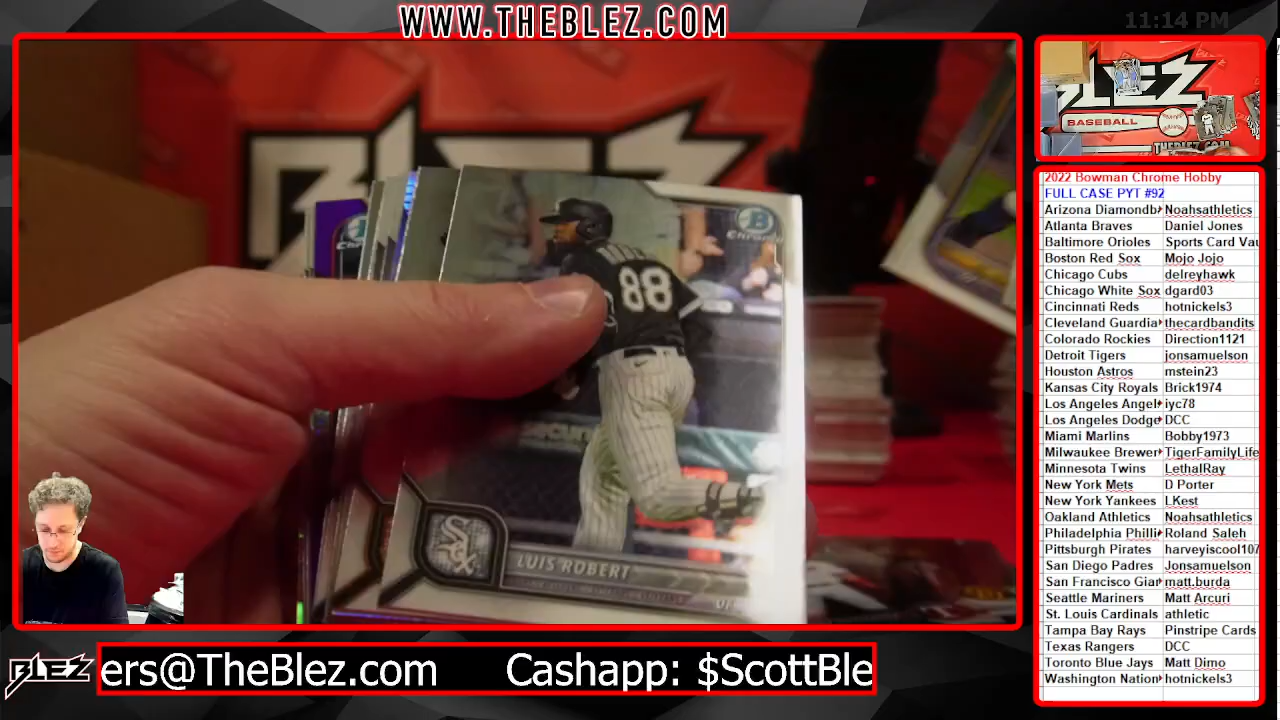 WWW.THEBLEZ.COM
11:14 PM
BLEZ
BASEBALL
THEBLEZ.COM
BLEZ
B
Chrome
88
Sox
LUIS ROBERT
2022 Bowman Chrome Hobby
FULL CASE PYT #92
Arizona Diamondb Noahsathletics
Atlanta Braves Daniel Jones
Baltimore Orioles Sports Card Vau
Boston Red Sox Mojo Jojo
Chicago Cubs delreyhawk
Chicago White Sox dgard03
Cincinnati Reds hotnickels3
Cleveland Guardia thecardbandits
Colorado Rockies Direction1121
Detroit Tigers jonsamuelson
Houston Astros mstein23
Kansas City Royals Brick1974
Los Angeles Angel iyc78
Los Angeles Dodge DCC
Miami Marlins Bobby1973
Milwaukee Brewer TigerFamilyLife
Minnesota Twins LethalRay
New York Mets D Porter
New York Yankees LKest
Oakland Athletics Noahsathletics
Philadelphia Philli Roland Saleh
Pittsburgh Pirates harveyiscool107
San Diego Padres Jonsamuelson
San Francisco Gia matt.burda
Seattle Mariners Matt Arcuri
St. Louis Cardinals athletic
Tampa Bay Rays Pinstripe Cards
Texas Rangers DCC
Toronto Blue Jays Matt Dimo
Washington Nation hotnickels3
BLEZ
ers@TheBlez.com Cashapp: $ScottBle